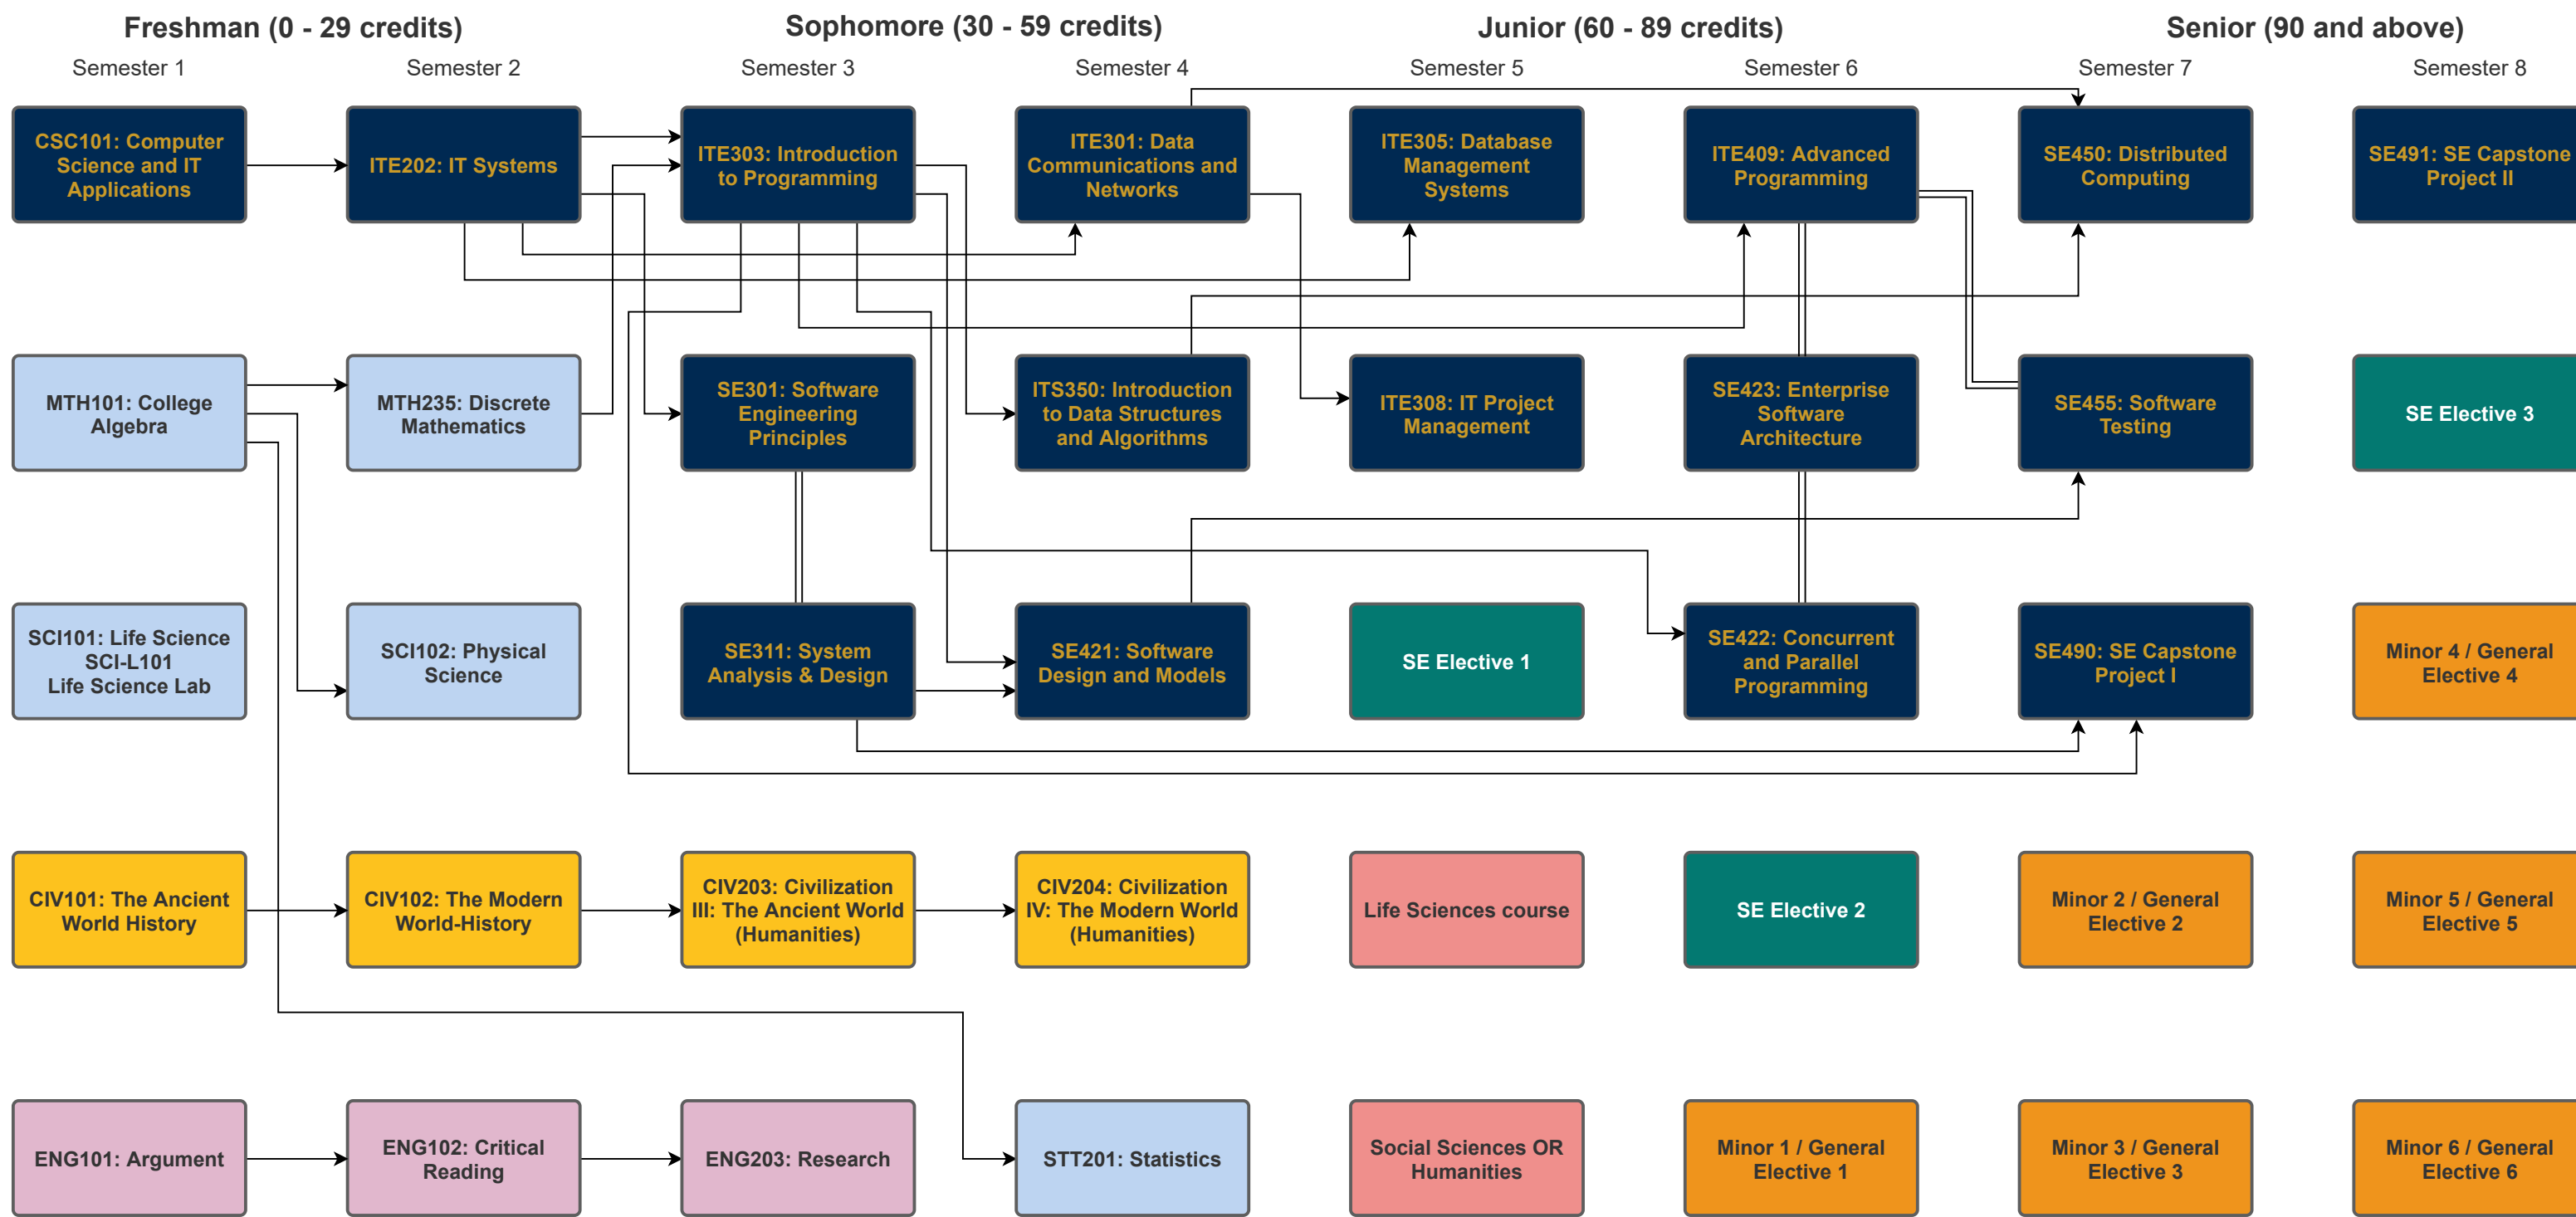 Freshman (0 - 29 credits)
Sophomore (30 - 59 credits)
Junior (60 - 89 credits)
Senior (90 and above)
Semester 1
Semester 2
Semester 3
Semester 4
Semester 5
Semester 6
Semester 7
Semester 8
CSC101: Computer
Science and IT
Applications
ITE202: IT Systems
ITE303: Introduction
to Programming
ITE301: Data
Communications and
Networks
ITE305: Database
Management
Systems
ITE409: Advanced
Programming
SE450: Distributed
Computing
SE491: SE Capstone
Project II
MTH101: College
Algebra
MTH235: Discrete
Mathematics
SE301: Software
Engineering
Principles
ITS350: Introduction
to Data Structures
and Algorithms
ITE308: IT Project
Management
SE423: Enterprise
Software
Architecture
SE455: Software
Testing
SE Elective 3
SCI101: Life Science
SCI-L101
Life Science Lab
SCI102: Physical
Science
SE311: System
Analysis & Design
SE421: Software
Design and Models
SE Elective 1
SE422: Concurrent
and Parallel
Programming
SE490: SE Capstone
Project I
Minor 4 / General
Elective 4
CIV101: The Ancient
World History
CIV102: The Modern
World-History
CIV203: Civilization
III: The Ancient World
(Humanities)
CIV204: Civilization
IV: The Modern World
(Humanities)
Life Sciences course
SE Elective 2
Minor 2 / General
Elective 2
Minor 5 / General
Elective 5
ENG101: Argument
ENG102: Critical
Reading
ENG203: Research
STT201: Statistics
Social Sciences OR
Humanities
Minor 1 / General
Elective 1
Minor 3 / General
Elective 3
Minor 6 / General
Elective 6